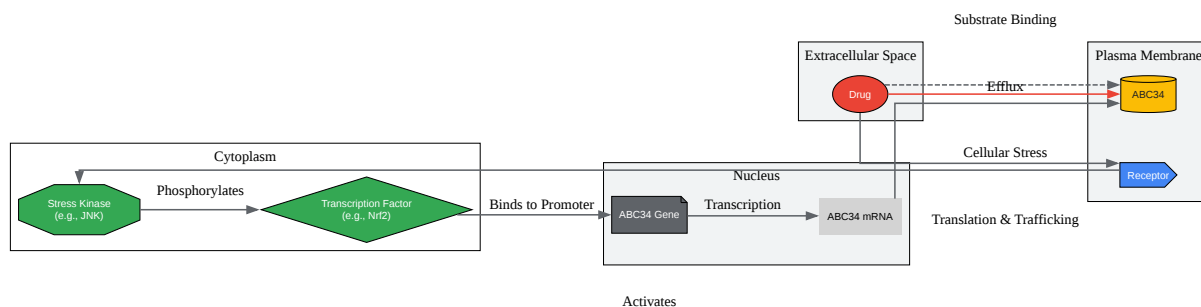 Substrate Binding
Extracellular Space
Plasma Membrane
Drug
Efflux
ABC34
Cytoplasm
Cellular Stress
Nucleus
Receptor
Stress Kinase
(e.g., JNK)
Phosphorylates
Transcription Factor
(e.g., Nrf2)
Binds to Promoter
ABC34 Gene
Transcription
ABC34 mRNA
Translation & Trafficking
Activates